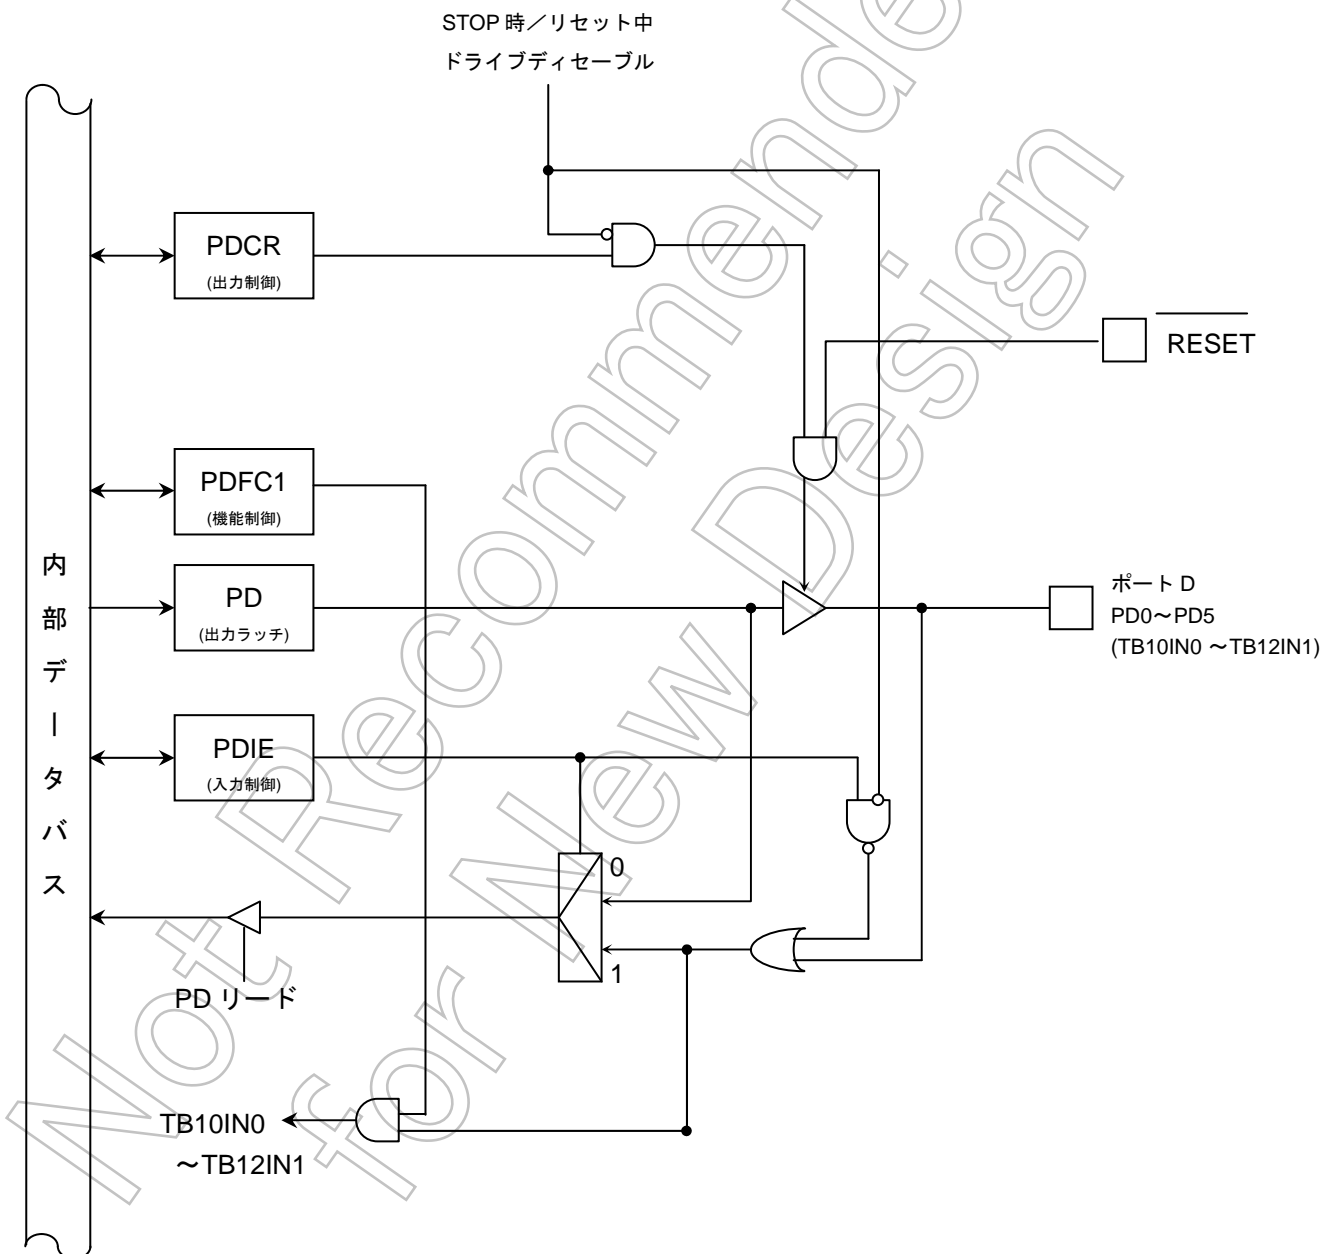 STOP 時／リセット中
ドライブディセーブル
PDCR
(出力制御)
RESET
PDFC1
(機能制御)
内部データバス
PD
(出力ラッチ)
ポート D
PD0～PD5
(TB10IN0 ～TB12IN1)
PDIE
(入力制御)
0
1
PD リード
TB10IN0
～TB12IN1
Not Recommended
for New Design